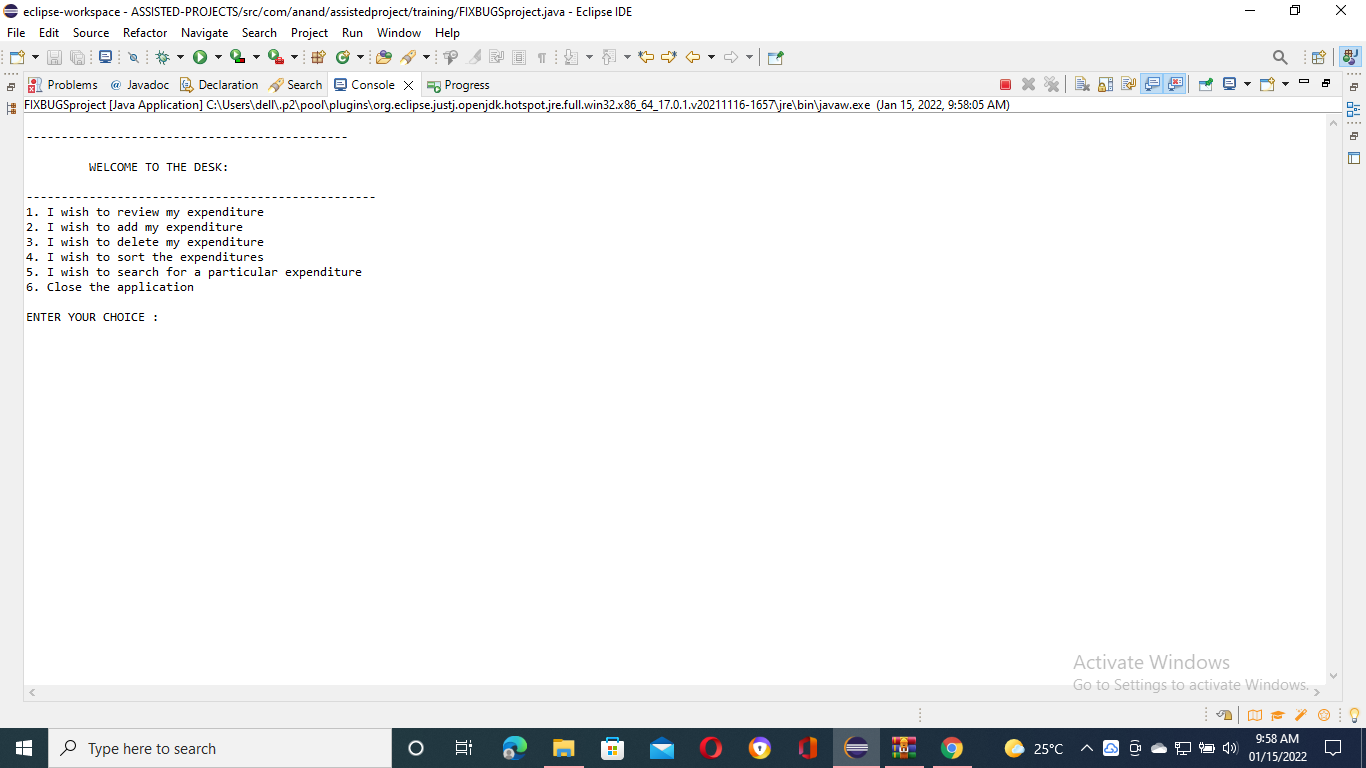 eclipse-workspace - ASSISTED-PROJECTS/src/com/anand/assistedproject/training/FIXBUGSproject.java - Eclipse IDE
File Edit Source Refactor Navigate Search Project Run Window Help
Problems @ Javadoc Declaration Search Console Progress
FIXBUGSproject [Java Application] C:\Users\dell\.p2\pool\plugins\org.eclipse.justj.openjdk.hotspot.jre.full.win32.x86_64_17.0.1.v20211116-1657\jre\bin\javaw.exe (Jan 15, 2022, 9:58:05 AM)
----------------------------------------------
WELCOME TO THE DESK:
--------------------------------------------------
1. I wish to review my expenditure
2. I wish to add my expenditure
3. I wish to delete my expenditure
4. I wish to sort the expenditures
5. I wish to search for a particular expenditure
6. Close the application
ENTER YOUR CHOICE :
Activate Windows
Go to Settings to activate Windows.
Type here to search
25°C
9:58 AM
01/15/2022